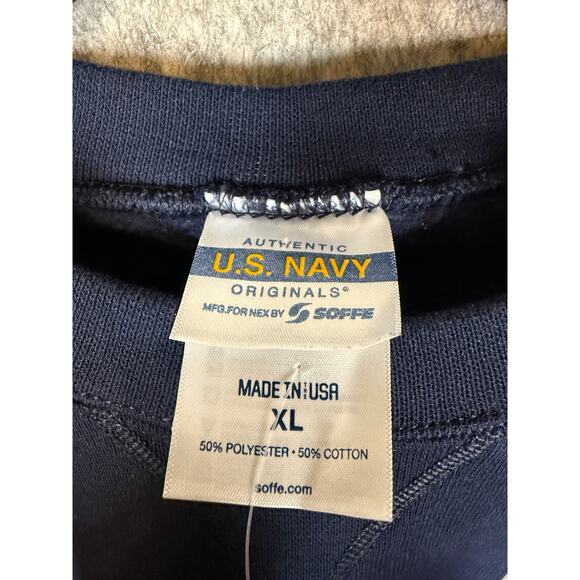 AUTHENTIC
U.S. NAVY
ORIGINALS®
MFG.FOR NEX BY SOFFE
MADE IN USA
XL
50% POLYESTER • 50% COTTON
soffe.com